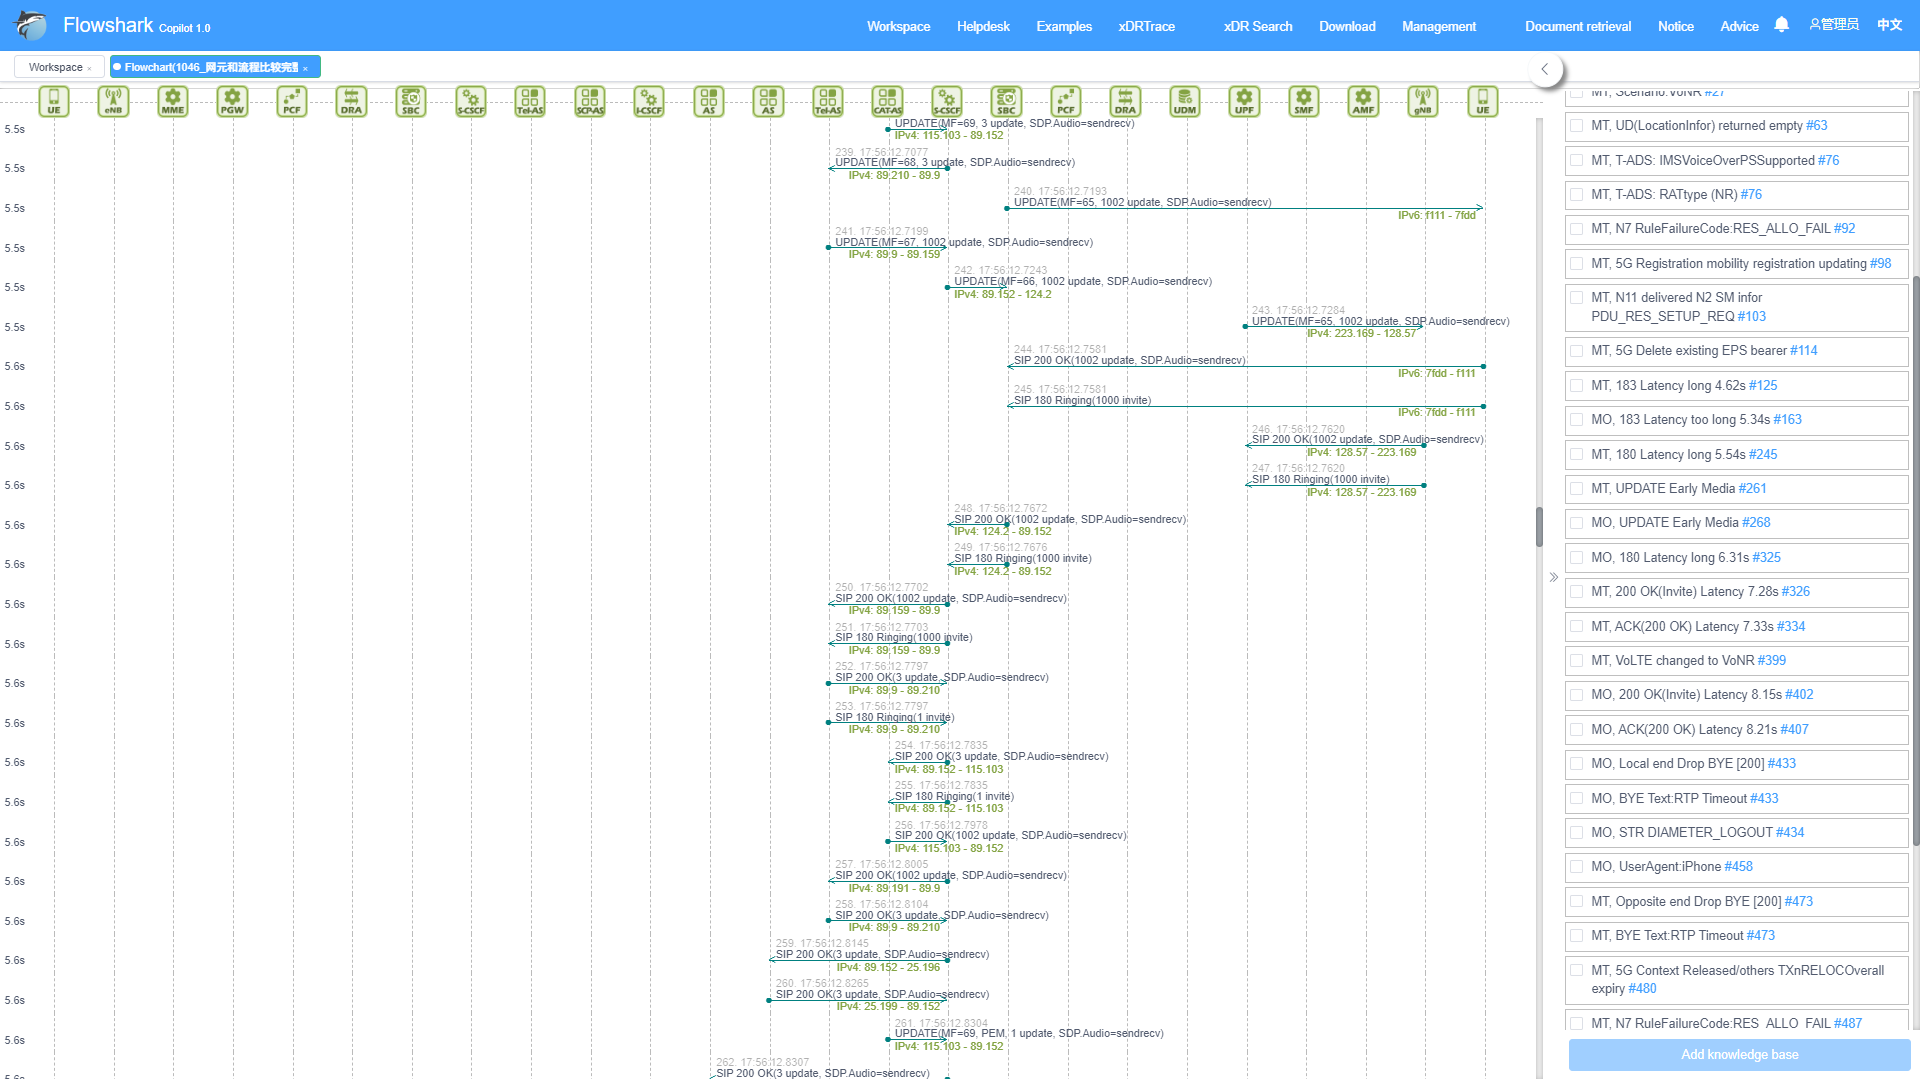 Flowshark Copilot 1.0
Workspace Helpdesk Examples xDRTrace xDR Search Download Management Document retrieval Notice Advice 管理员 中文
Workspace × Flowchart(1046_网元和流程比较完整 ×
UE eNB MME PGW PCF DRA SBC S-CSCF Tel-AS SCP-AS I-CSCF AS AS Tel-AS CAT-AS S-CSCF SBC PCF DRA UDM UPF SMF AMF gNB UE
5.5s UPDATE(MF=69, 3 update, SDP.Audio=sendrecv)
IPv4: 115.103 - 89.152
239. 17:56:12.7077
5.5s UPDATE(MF=68, 3 update, SDP.Audio=sendrecv)
IPv4: 89.210 - 89.9
240. 17:56:12.7193
5.5s UPDATE(MF=65, 1002 update, SDP.Audio=sendrecv)
IPv6: f111 - 7fdd
241. 17:56:12.7199
5.5s UPDATE(MF=67, 1002 update, SDP.Audio=sendrecv)
IPv4: 89.9 - 89.159
242. 17:56:12.7243
5.5s UPDATE(MF=66, 1002 update, SDP.Audio=sendrecv)
IPv4: 89.152 - 124.2
243. 17:56:12.7284
5.5s UPDATE(MF=65, 1002 update, SDP.Audio=sendrecv)
IPv4: 223.169 - 128.57
244. 17:56:12.7581
5.6s SIP 200 OK(1002 update, SDP.Audio=sendrecv)
IPv6: 7fdd - f111
245. 17:56:12.7581
5.6s SIP 180 Ringing(1000 invite)
IPv6: 7fdd - f111
246. 17:56:12.7620
5.6s SIP 200 OK(1002 update, SDP.Audio=sendrecv)
IPv4: 128.57 - 223.169
247. 17:56:12.7620
5.6s SIP 180 Ringing(1000 invite)
IPv4: 128.57 - 223.169
248. 17:56:12.7672
5.6s SIP 200 OK(1002 update, SDP.Audio=sendrecv)
IPv4: 124.2 - 89.152
249. 17:56:12.7676
5.6s SIP 180 Ringing(1000 invite)
IPv4: 124.2 - 89.152
250. 17:56:12.7702
5.6s SIP 200 OK(1002 update, SDP.Audio=sendrecv)
IPv4: 89.159 - 89.9
251. 17:56:12.7703
5.6s SIP 180 Ringing(1000 invite)
IPv4: 89.159 - 89.9
252. 17:56:12.7797
5.6s SIP 200 OK(3 update, SDP.Audio=sendrecv)
IPv4: 89.9 - 89.210
253. 17:56:12.7797
5.6s SIP 180 Ringing(1 invite)
IPv4: 89.9 - 89.210
254. 17:56:12.7835
5.6s SIP 200 OK(3 update, SDP.Audio=sendrecv)
IPv4: 89.152 - 115.103
255. 17:56:12.7835
5.6s SIP 180 Ringing(1 invite)
IPv4: 89.152 - 115.103
256. 17:56:12.7978
5.6s SIP 200 OK(1002 update, SDP.Audio=sendrecv)
IPv4: 115.103 - 89.152
257. 17:56:12.8005
5.6s SIP 200 OK(1002 update, SDP.Audio=sendrecv)
IPv4: 89.191 - 89.9
258. 17:56:12.8104
5.6s SIP 200 OK(3 update, SDP.Audio=sendrecv)
IPv4: 89.9 - 89.210
259. 17:56:12.8145
5.6s SIP 200 OK(3 update, SDP.Audio=sendrecv)
IPv4: 89.152 - 25.196
260. 17:56:12.8265
5.6s SIP 200 OK(3 update, SDP.Audio=sendrecv)
IPv4: 25.199 - 89.152
261. 17:56:12.8304
5.6s UPDATE(MF=69, PEM, 1 update, SDP.Audio=sendrecv)
IPv4: 115.103 - 89.152
262. 17:56:12.8307
5.6s SIP 200 OK(3 update, SDP.Audio=sendrecv)
MT, Scenario:VoNR #27
MT, UD(LocationInfor) returned empty #63
MT, T-ADS: IMSVoiceOverPSSupported #76
MT, T-ADS: RATtype (NR) #76
MT, N7 RuleFailureCode:RES_ALLO_FAIL #92
MT, 5G Registration mobility registration updating #98
MT, N11 delivered N2 SM infor
PDU_RES_SETUP_REQ #103
MT, 5G Delete existing EPS bearer #114
MT, 183 Latency long 4.62s #125
MO, 183 Latency too long 5.34s #163
MT, 180 Latency long 5.54s #245
MT, UPDATE Early Media #261
MO, UPDATE Early Media #268
MO, 180 Latency long 6.31s #325
MT, 200 OK(Invite) Latency 7.28s #326
MT, ACK(200 OK) Latency 7.33s #334
MT, VoLTE changed to VoNR #399
MO, 200 OK(Invite) Latency 8.15s #402
MO, ACK(200 OK) Latency 8.21s #407
MO, Local end Drop BYE [200] #433
MO, BYE Text:RTP Timeout #433
MO, STR DIAMETER_LOGOUT #434
MO, UserAgent:iPhone #458
MT, Opposite end Drop BYE [200] #473
MT, BYE Text:RTP Timeout #473
MT, 5G Context Released/others TXnRELOCOverall
expiry #480
MT, N7 RuleFailureCode:RES_ALLO_FAIL #487
Add knowledge base